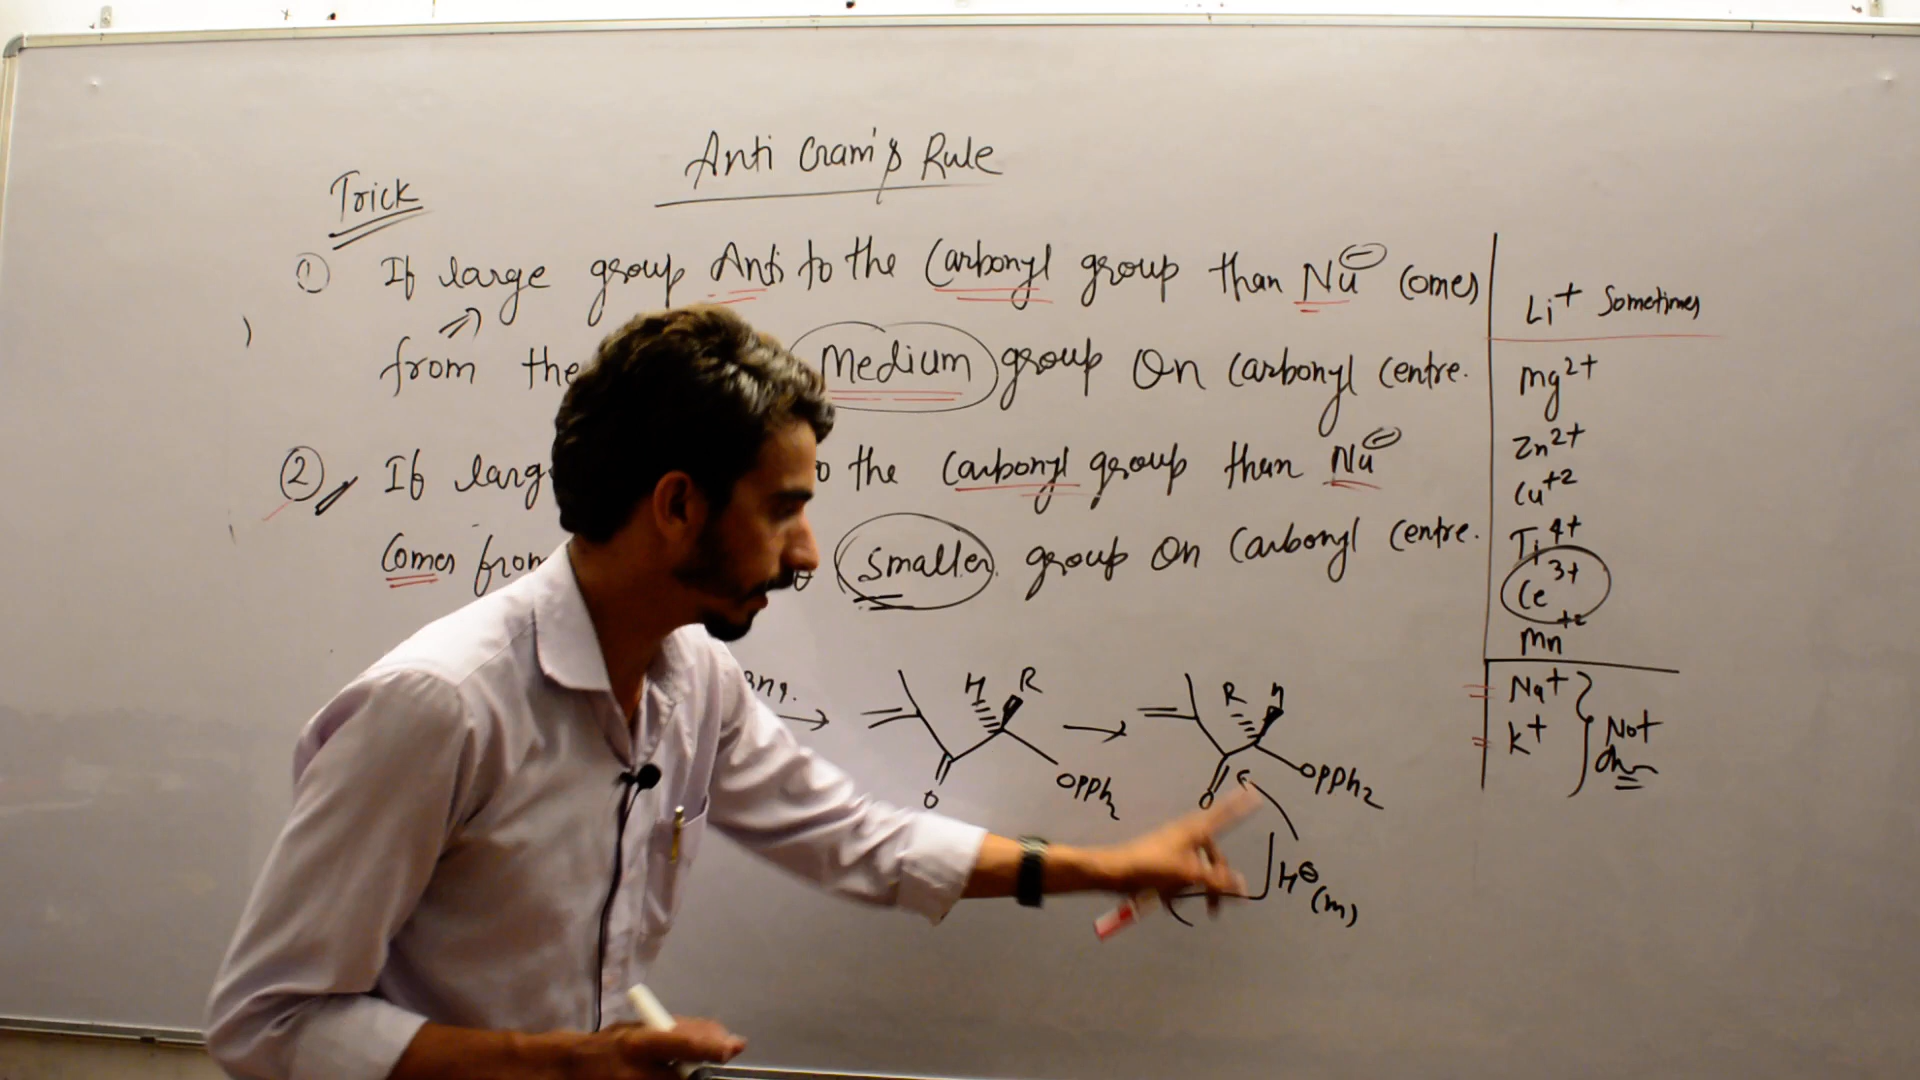 Anti Cram's Rule
Trick
① If large group Anti to the Carbonyl group than Nu⊖ Comes
from the Medium group On Carbonyl Centre.
② If larg to the Carbonyl group than Nu⊖
Comes from Smaller group On Carbonyl Centre.
Li+ Sometimes
Mg2+
Zn2+
Cu+2
Ti4+
Ce3+
Mn+2
Na+
K+
Not
H R
O
OPPh2
R H
O
OPPh2
H⊖
(m)